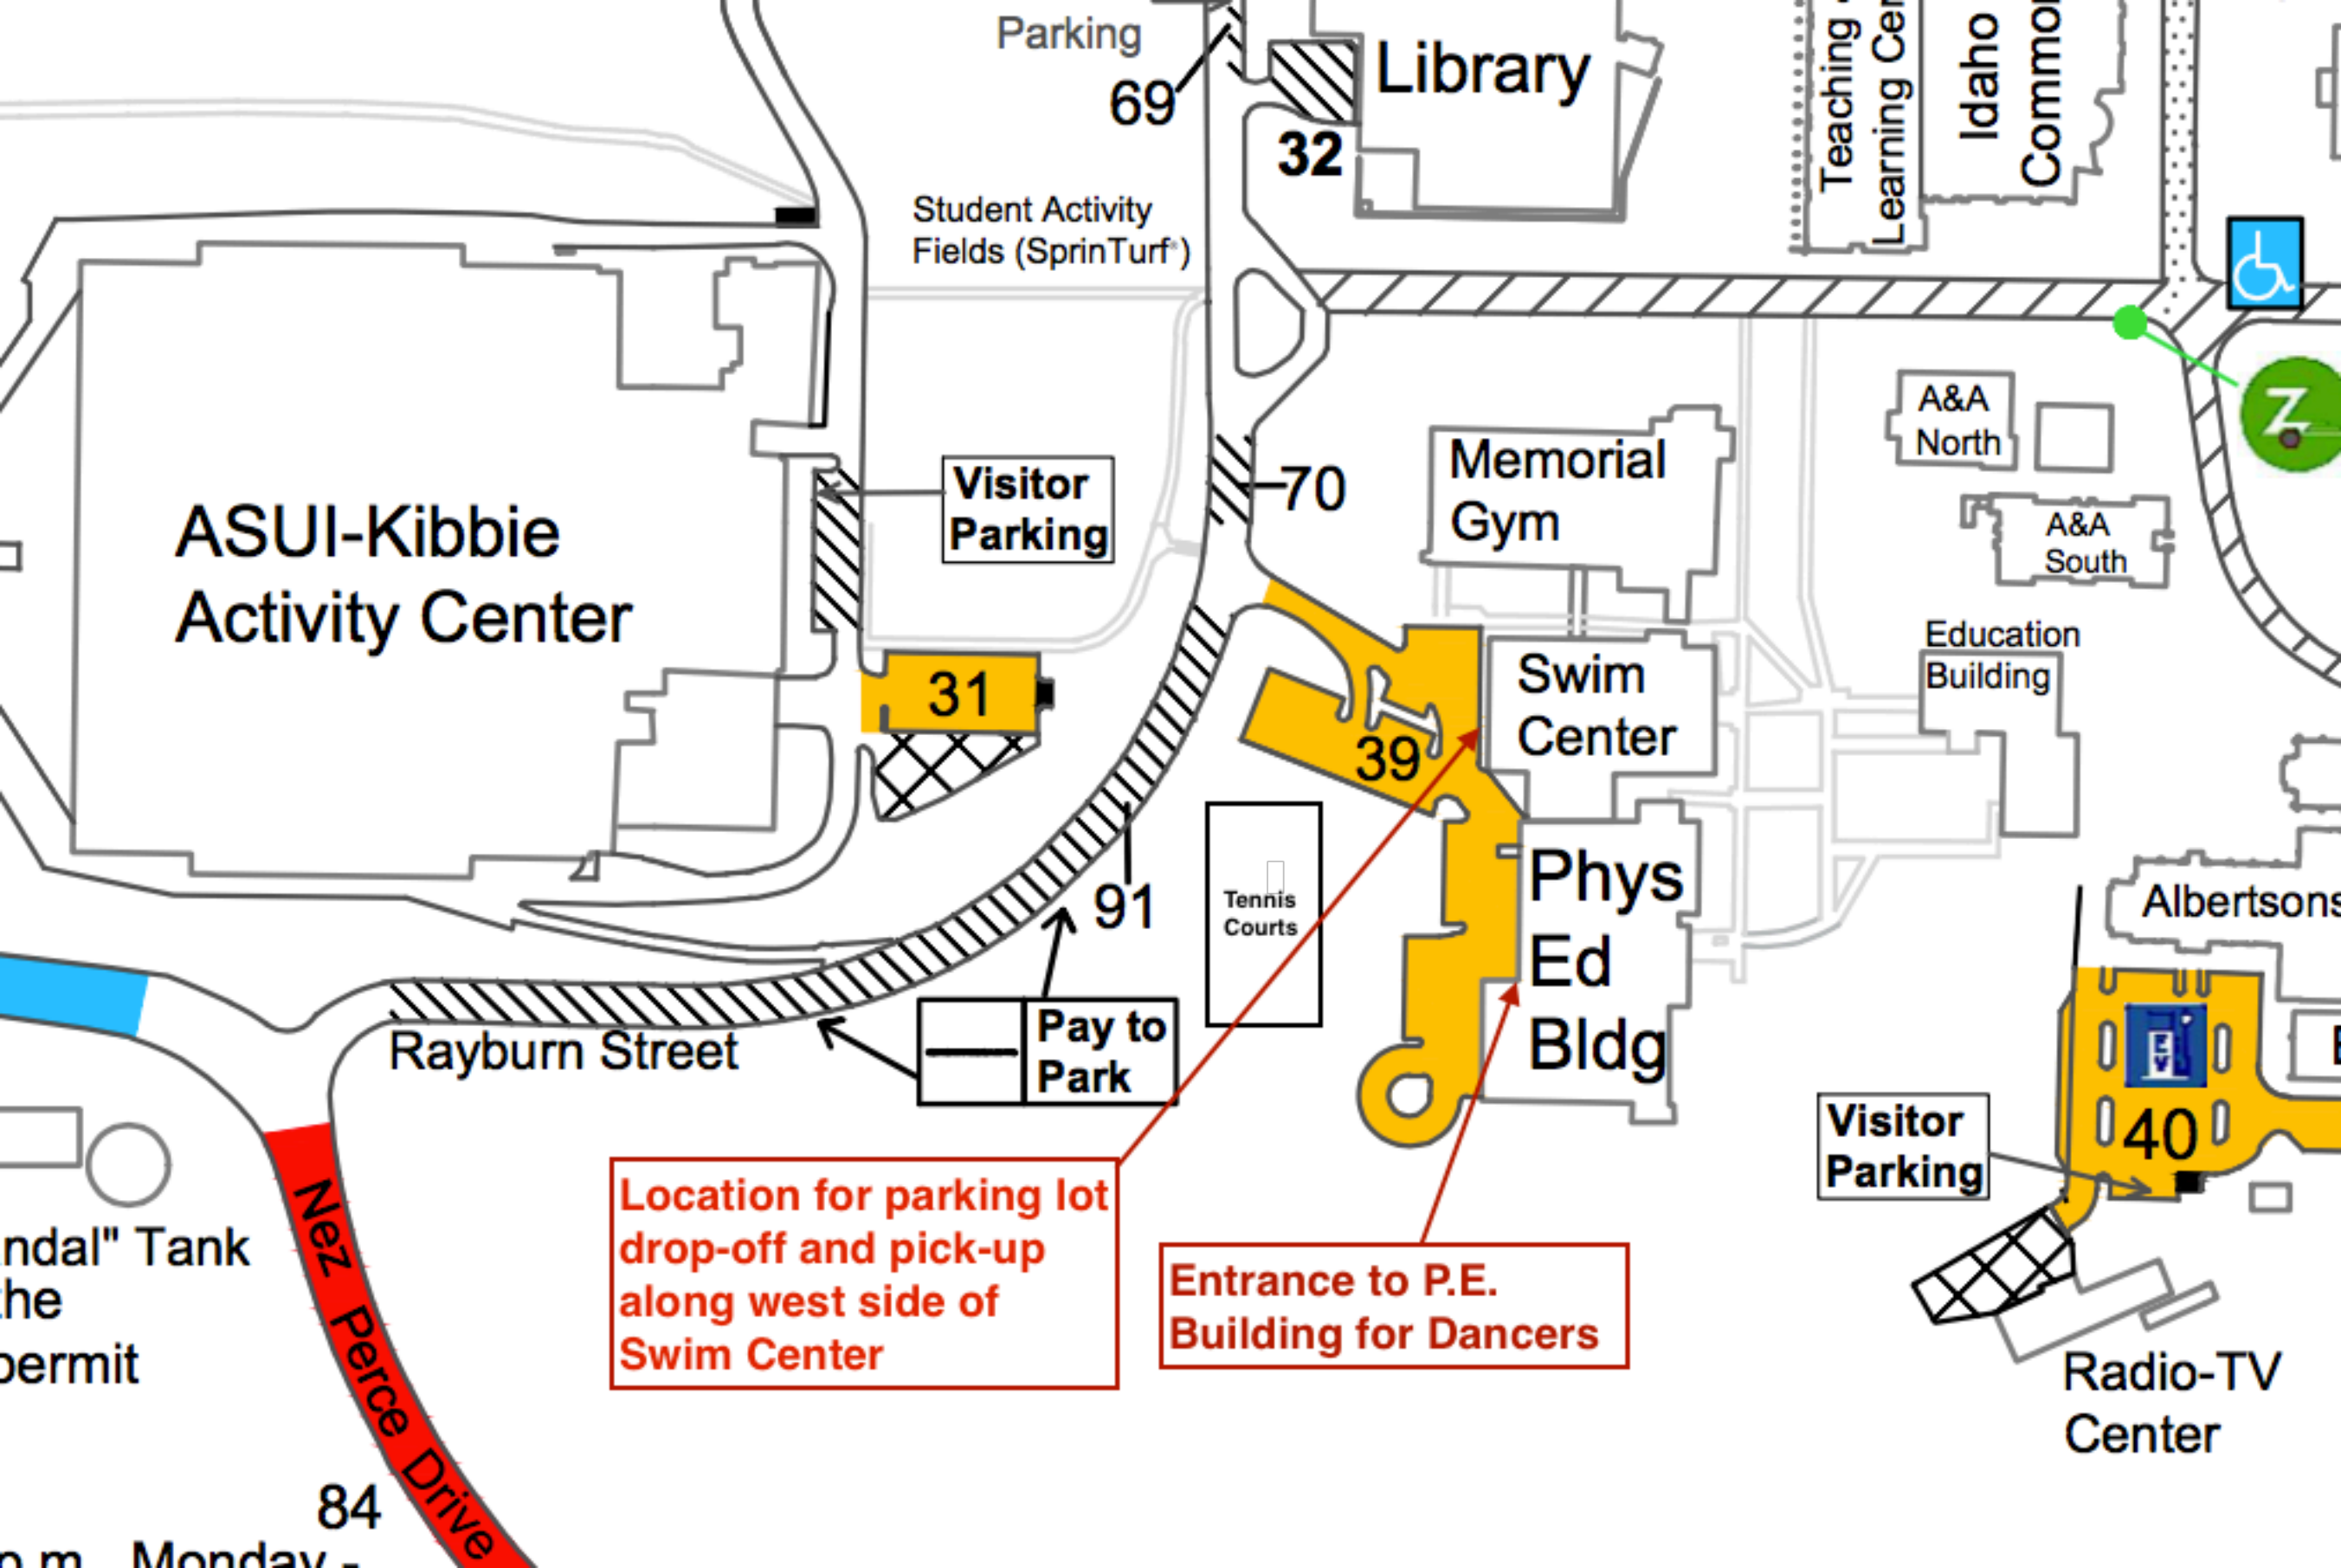 Parking
69
32
Library
Teaching
Learning Cen
Idaho
Common
Student Activity
Fields (SprinTurf®)
ASUI-Kibbie
Activity Center
Visitor
Parking
70
Memorial
Gym
A&A
North
A&A
South
Z
Education
Building
31
39
Swim
Center
91
Tennis
Courts
Phys
Ed
Bldg
Albertsons
Rayburn Street
Pay to
Park
EV
40
Visitor
Parking
Location for parking lot
drop-off and pick-up
along west side of
Swim Center
Entrance to P.E.
Building for Dancers
Nez Perce Drive
ndal" Tank
the
permit
84
p.m. Monday -
Radio-TV
Center